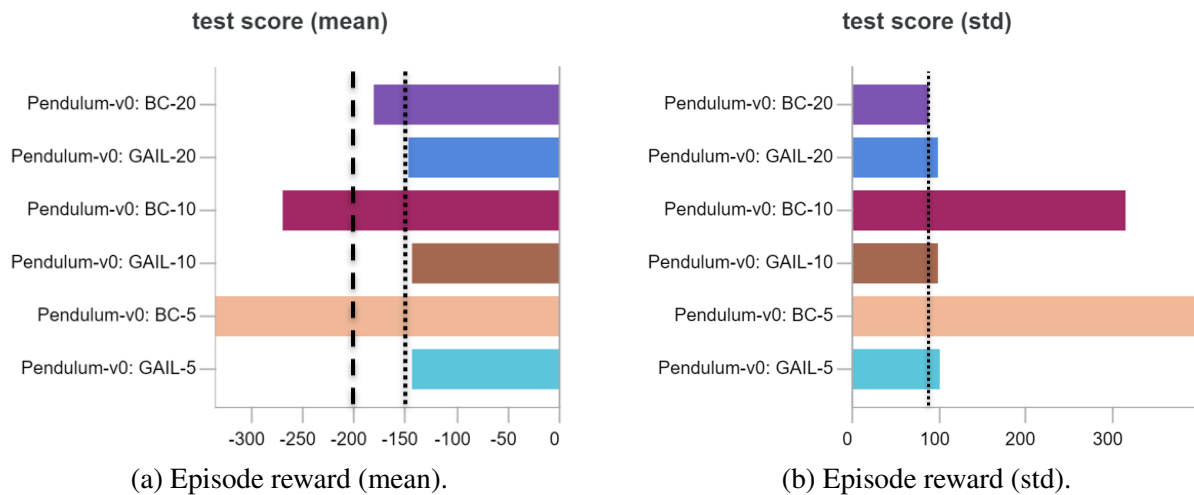 test score (mean)
Pendulum-v0: BC-20
Pendulum-v0: GAIL-20
Pendulum-v0: BC-10
Pendulum-v0: GAIL-10
Pendulum-v0: BC-5
Pendulum-v0: GAIL-5
-300 -250 -200 -150 -100 -50 0
(a) Episode reward (mean).
test score (std)
Pendulum-v0: BC-20
Pendulum-v0: GAIL-20
Pendulum-v0: BC-10
Pendulum-v0: GAIL-10
Pendulum-v0: BC-5
Pendulum-v0: GAIL-5
0 100 200 300
(b) Episode reward (std).